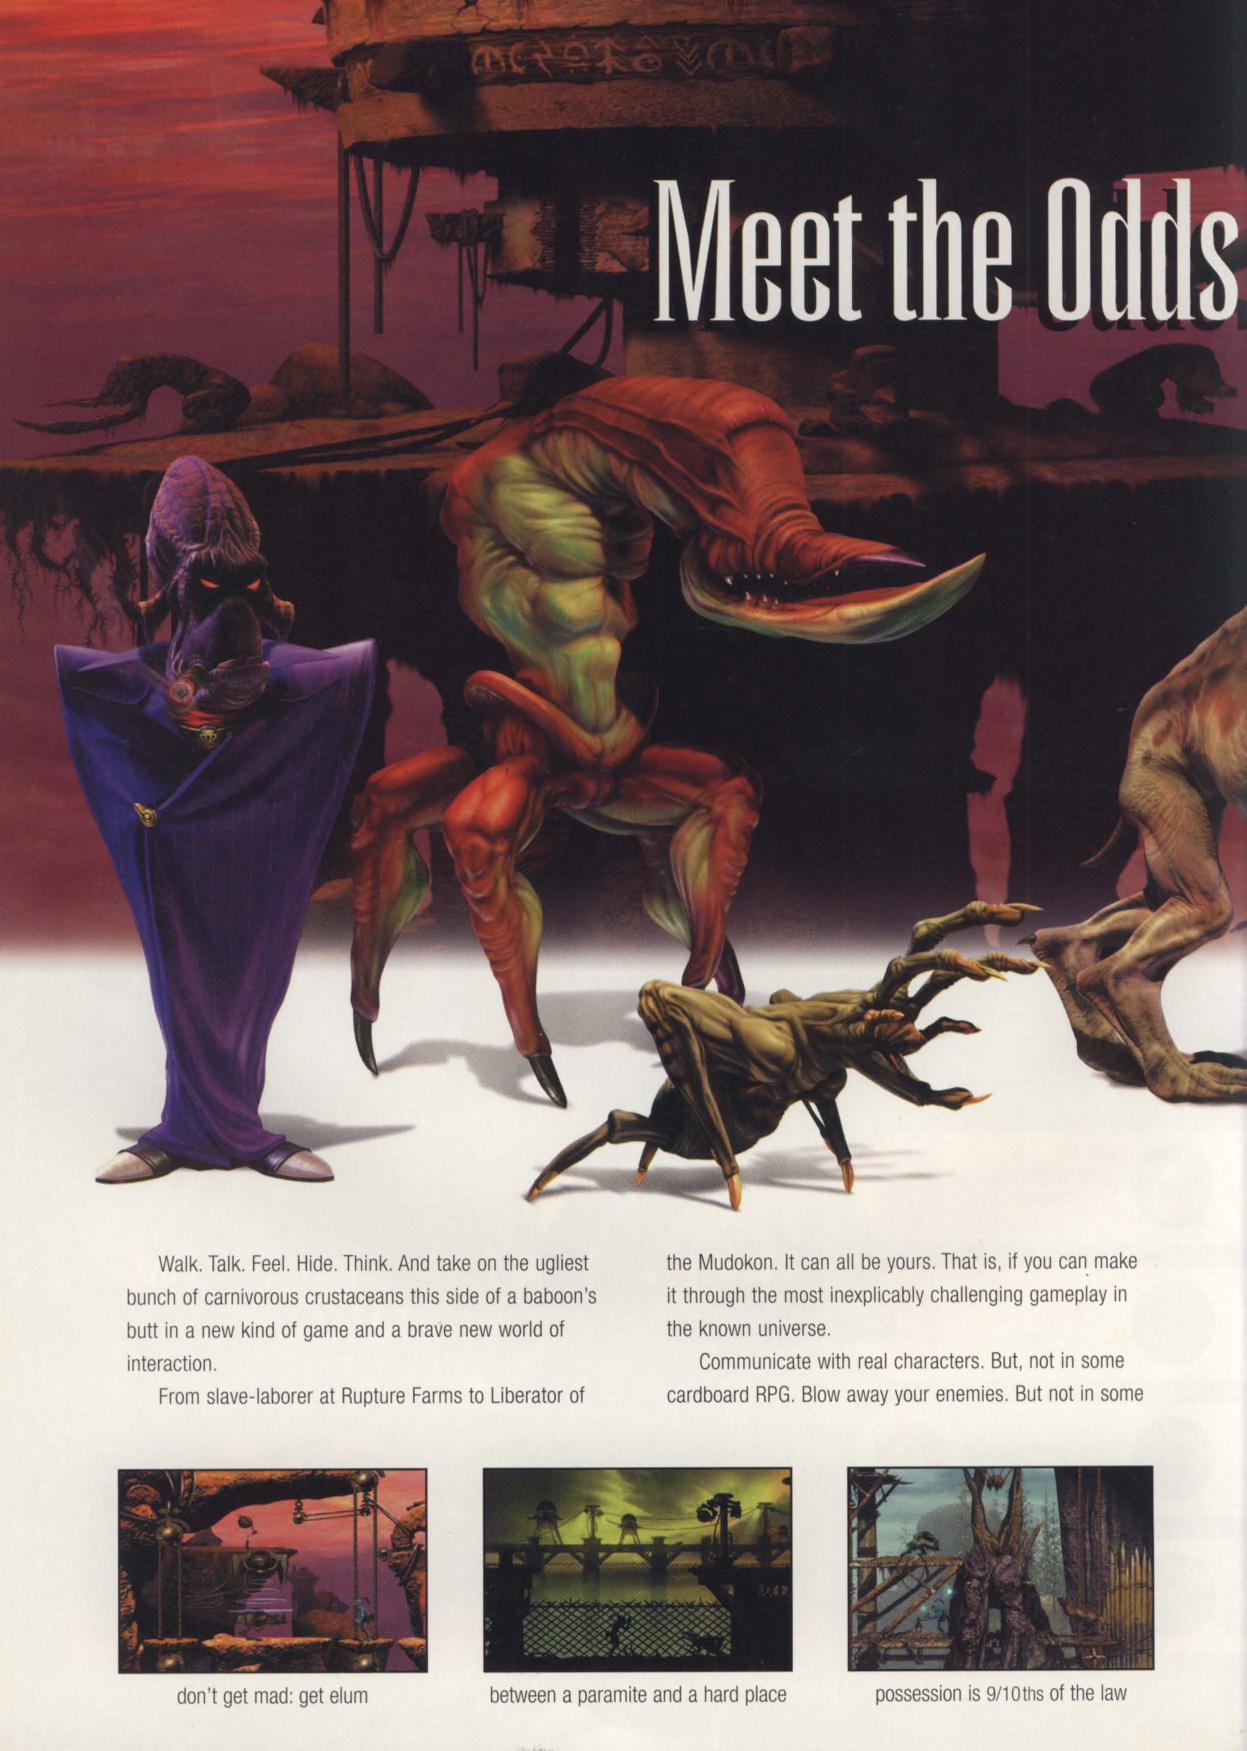 Meet the Odds
Walk. Talk. Feel. Hide. Think. And take on the ugliest
bunch of carnivorous crustaceans this side of a baboon's
butt in a new kind of game and a brave new world of
interaction.
From slave-laborer at Rupture Farms to Liberator of
the Mudokon. It can all be yours. That is, if you can make
it through the most inexplicably challenging gameplay in
the known universe.
Communicate with real characters. But, not in some
cardboard RPG. Blow away your enemies. But not in some
don't get mad: get elum
between a paramite and a hard place
possession is 9/10ths of the law